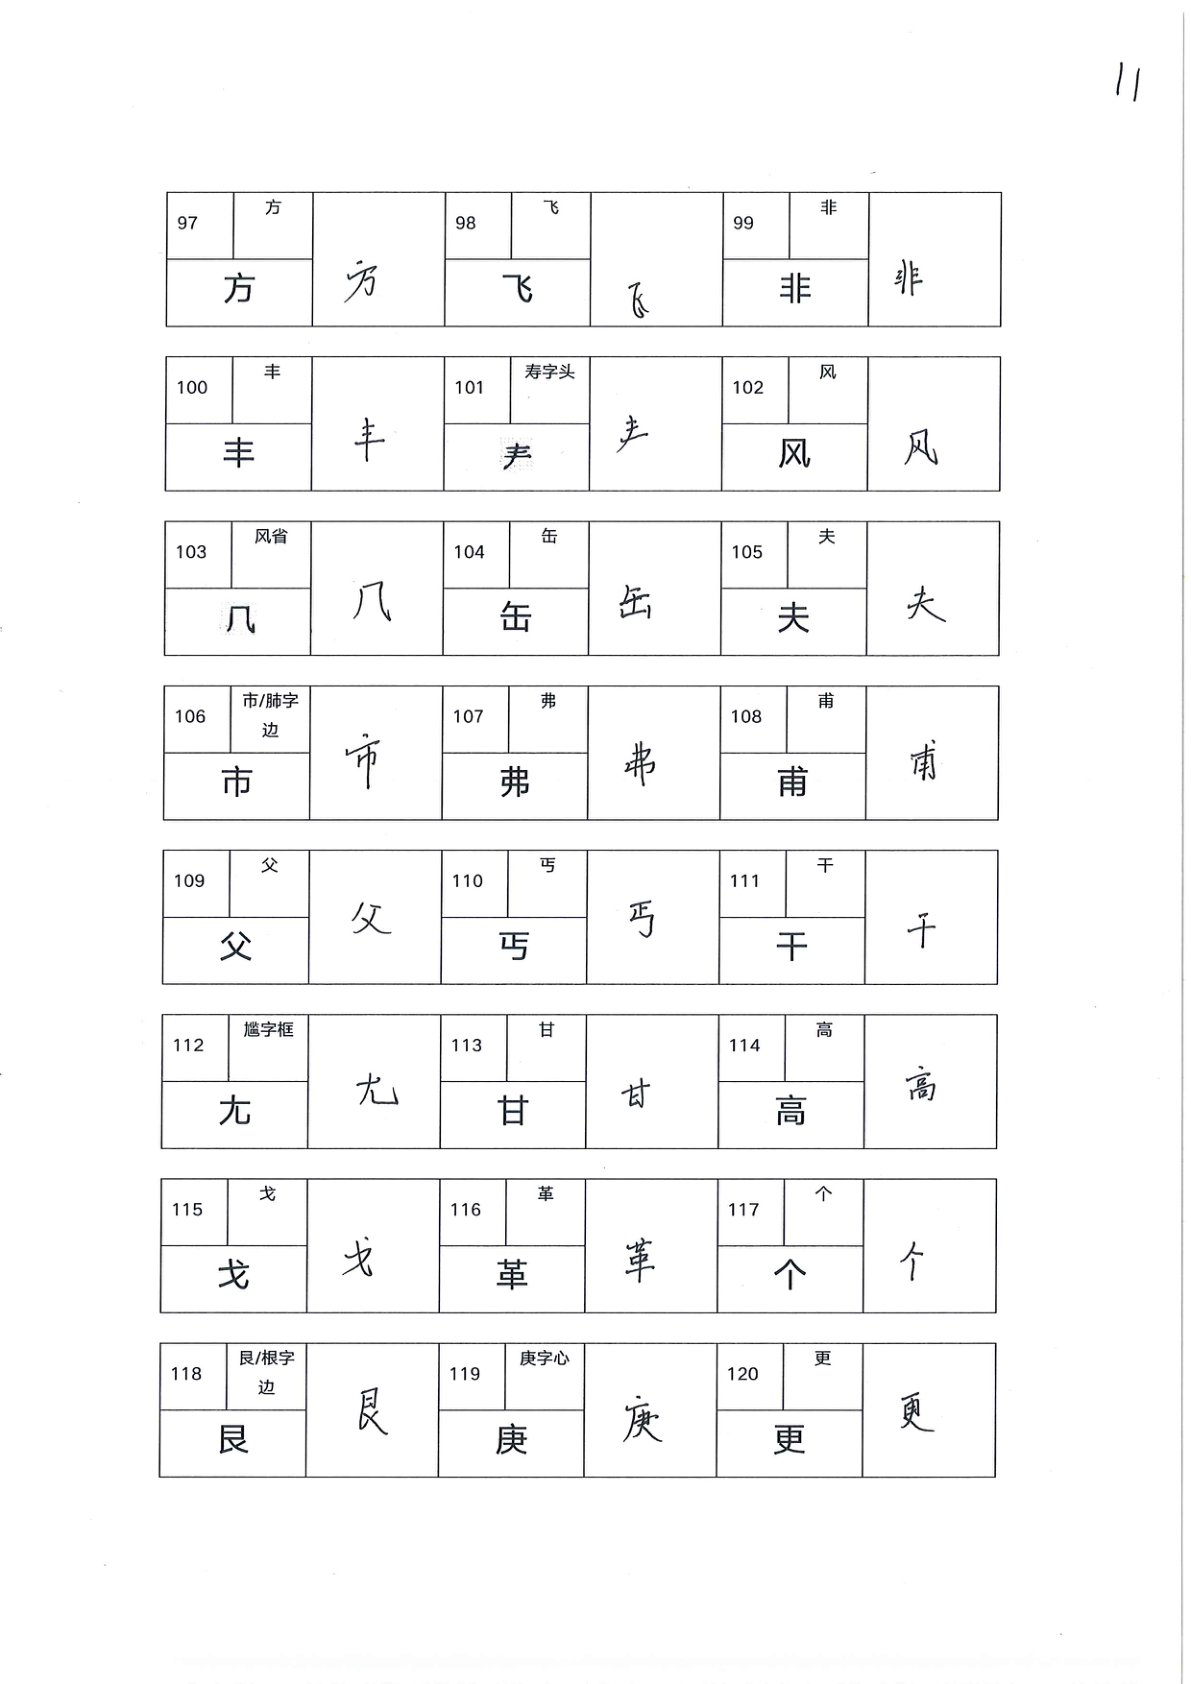 11
97 方 98 飞 99 非
方 方 飞 飞 非 非
100 丰 101 寿字头 102 风
丰 丰 龵 龵 风 风
103 风省 104 缶 105 夫
⺇ ⺇ 缶 缶 夫 夫
106 市/肺字 107 弗 108 甫
边
市 市 弗 弗 甫 甫
109 父 110 丐 111 干
父 父 丐 丐 干 干
112 尴字框 113 甘 114 高
尢 尢 甘 甘 高 高
115 戈 116 革 117 个
戈 戈 革 革 个 个
118 艮/根字 119 庚字心 120 更
边
艮 艮 庚 庚 更 更